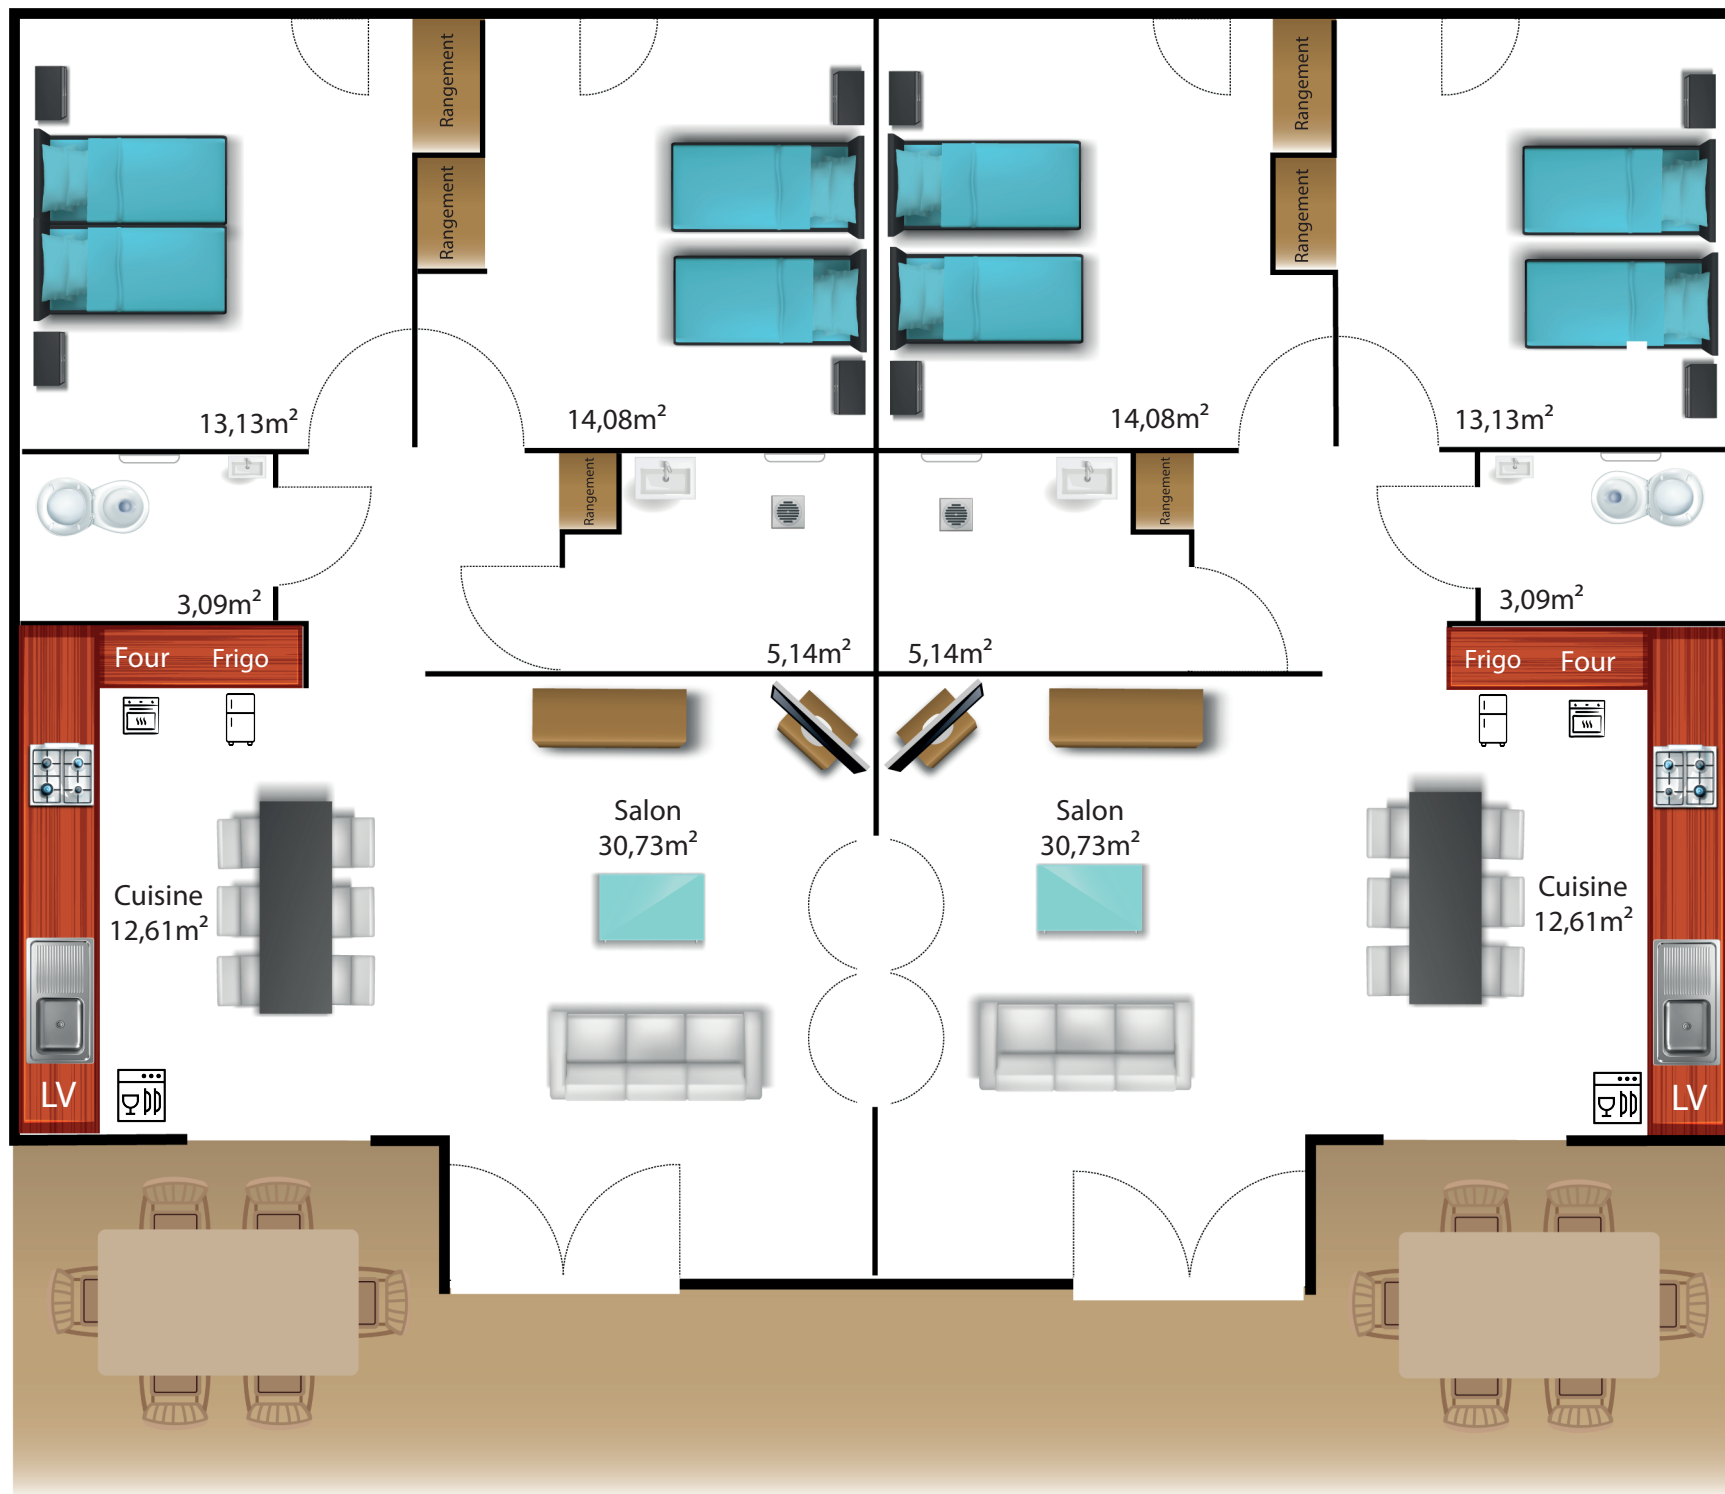 Rangement
Rangement
Rangement
Rangement
13,13m²
14,08m²
14,08m²
13,13m²
Rangement
Rangement
3,09m²
3,09m²
5,14m²
5,14m²
Four
Frigo
Frigo
Four
Salon
30,73m²
Salon
30,73m²
Cuisine
12,61m²
Cuisine
12,61m²
LV
LV